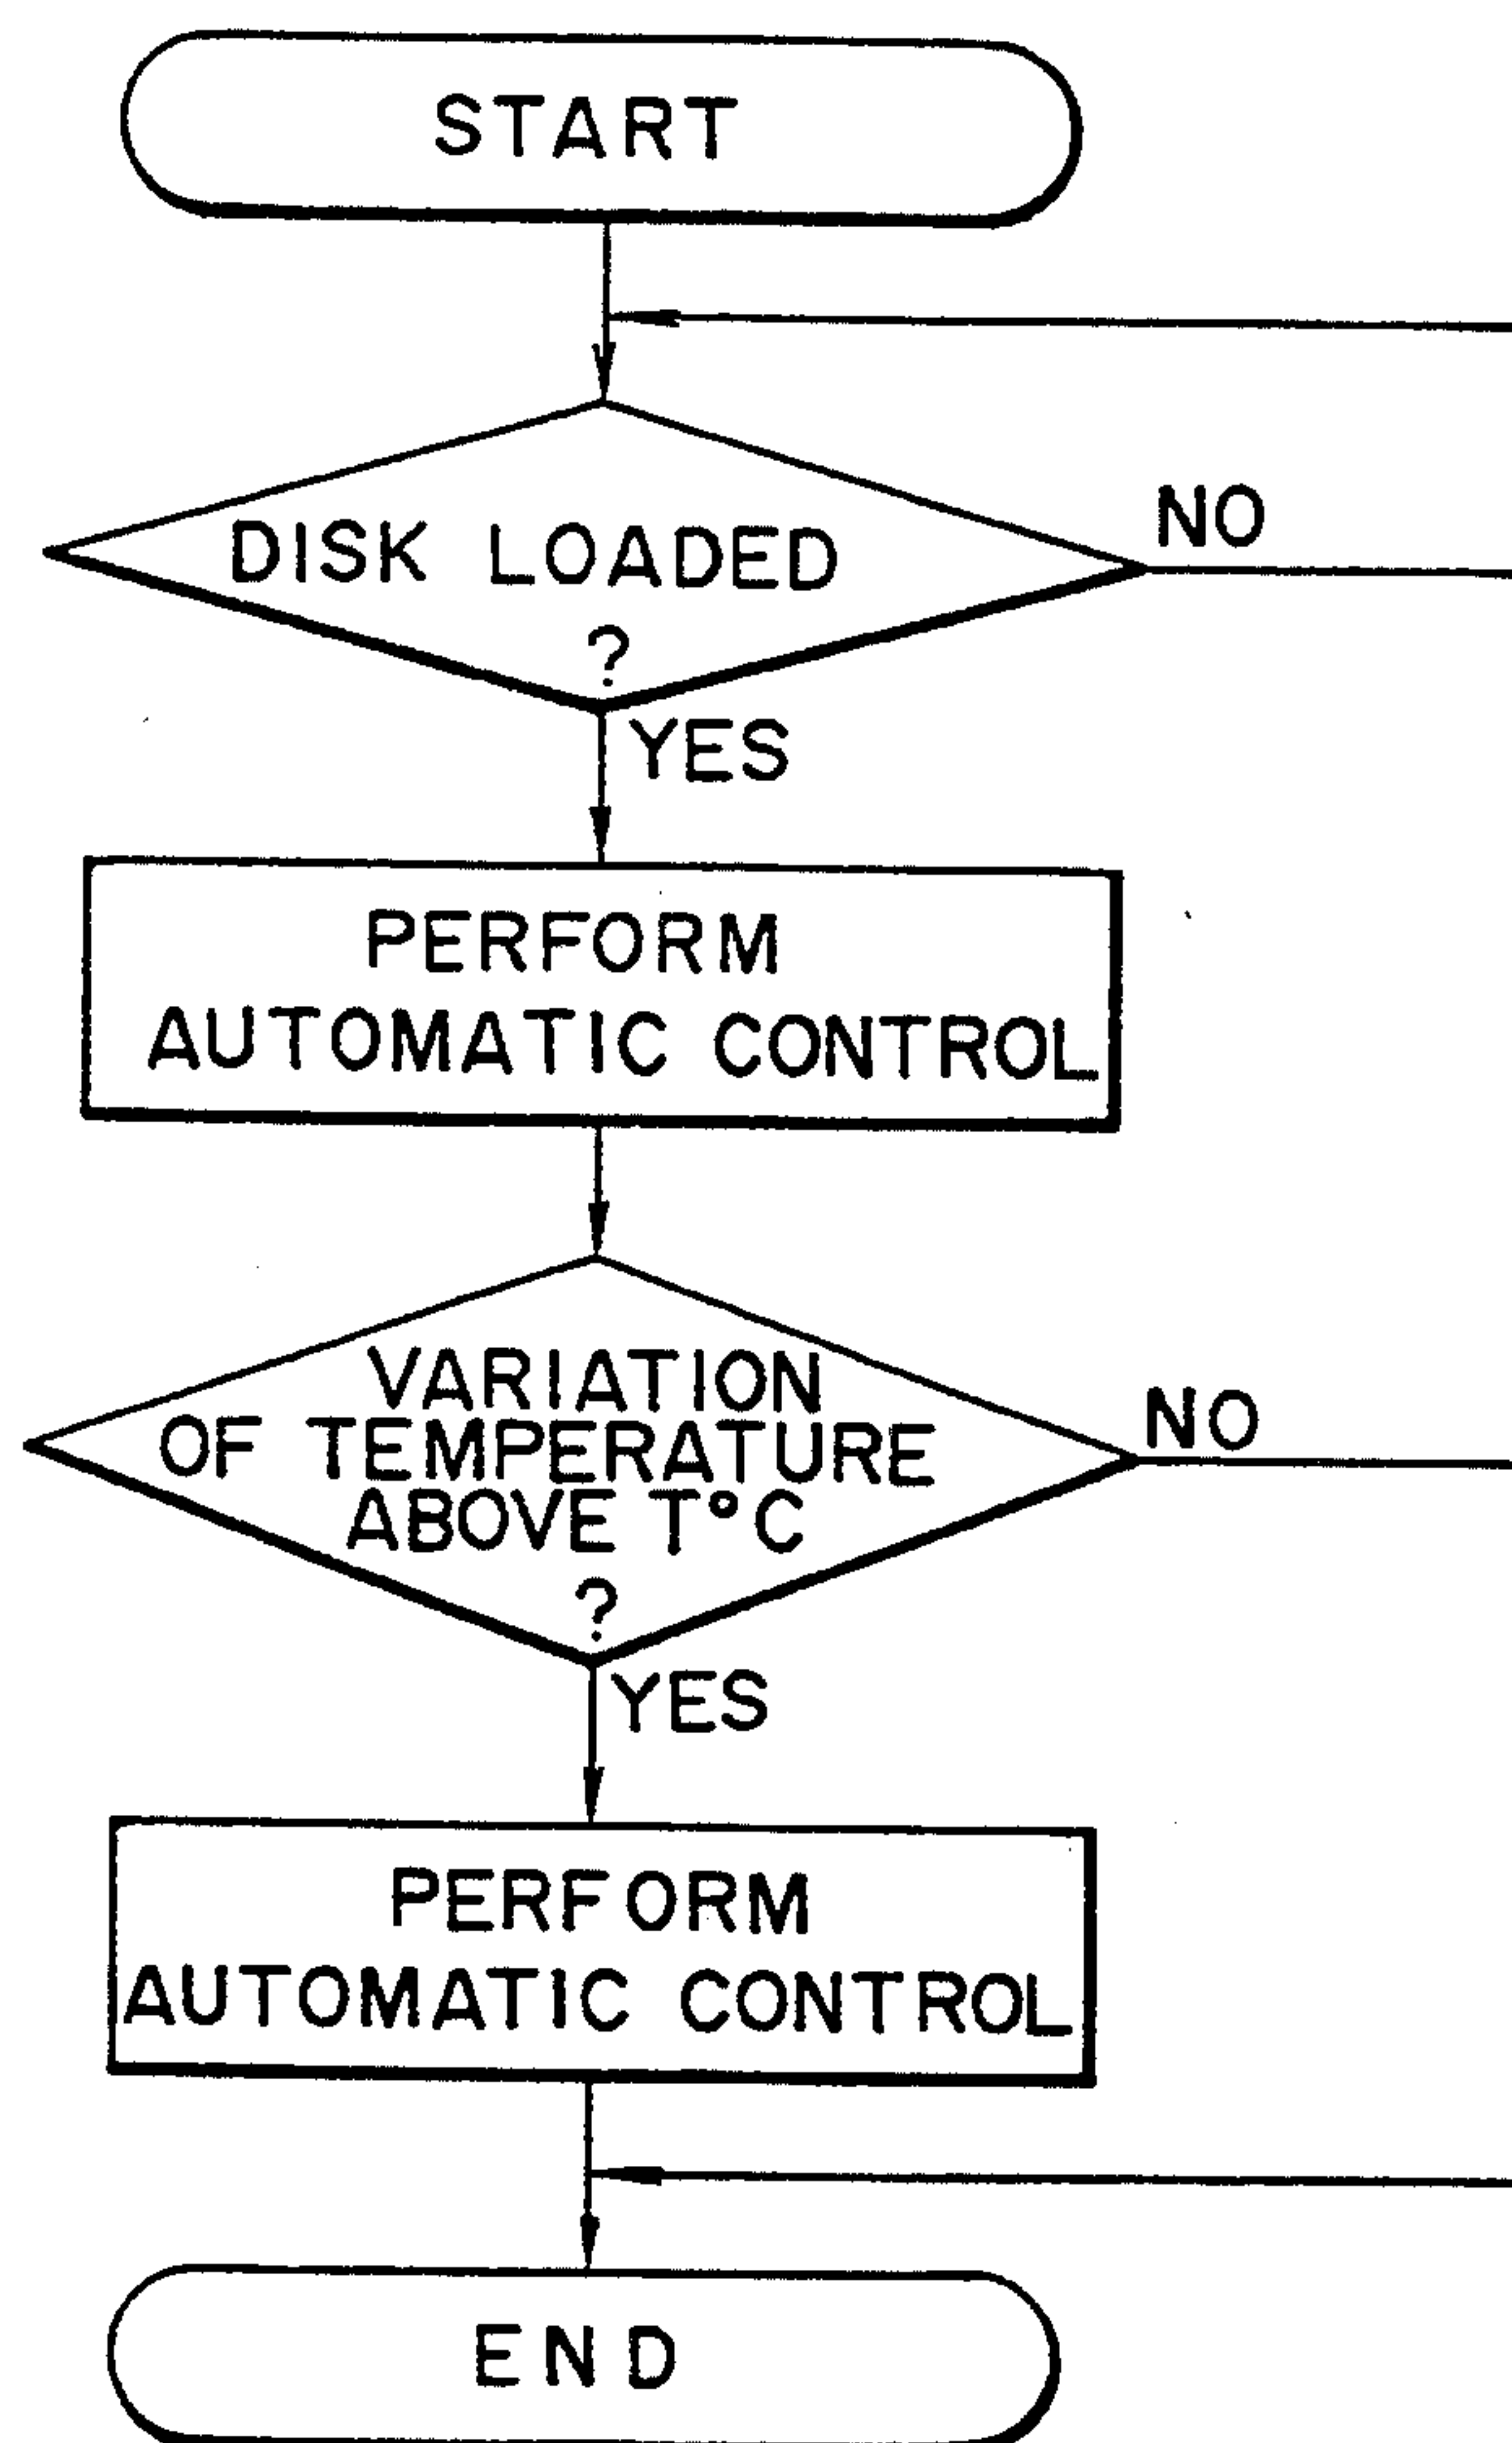 START
DISK LOADED
?
NO
YES
PERFORM
AUTOMATIC CONTROL
VARIATION
OF TEMPERATURE
ABOVE T°C
?
NO
YES
PERFORM
AUTOMATIC CONTROL
END